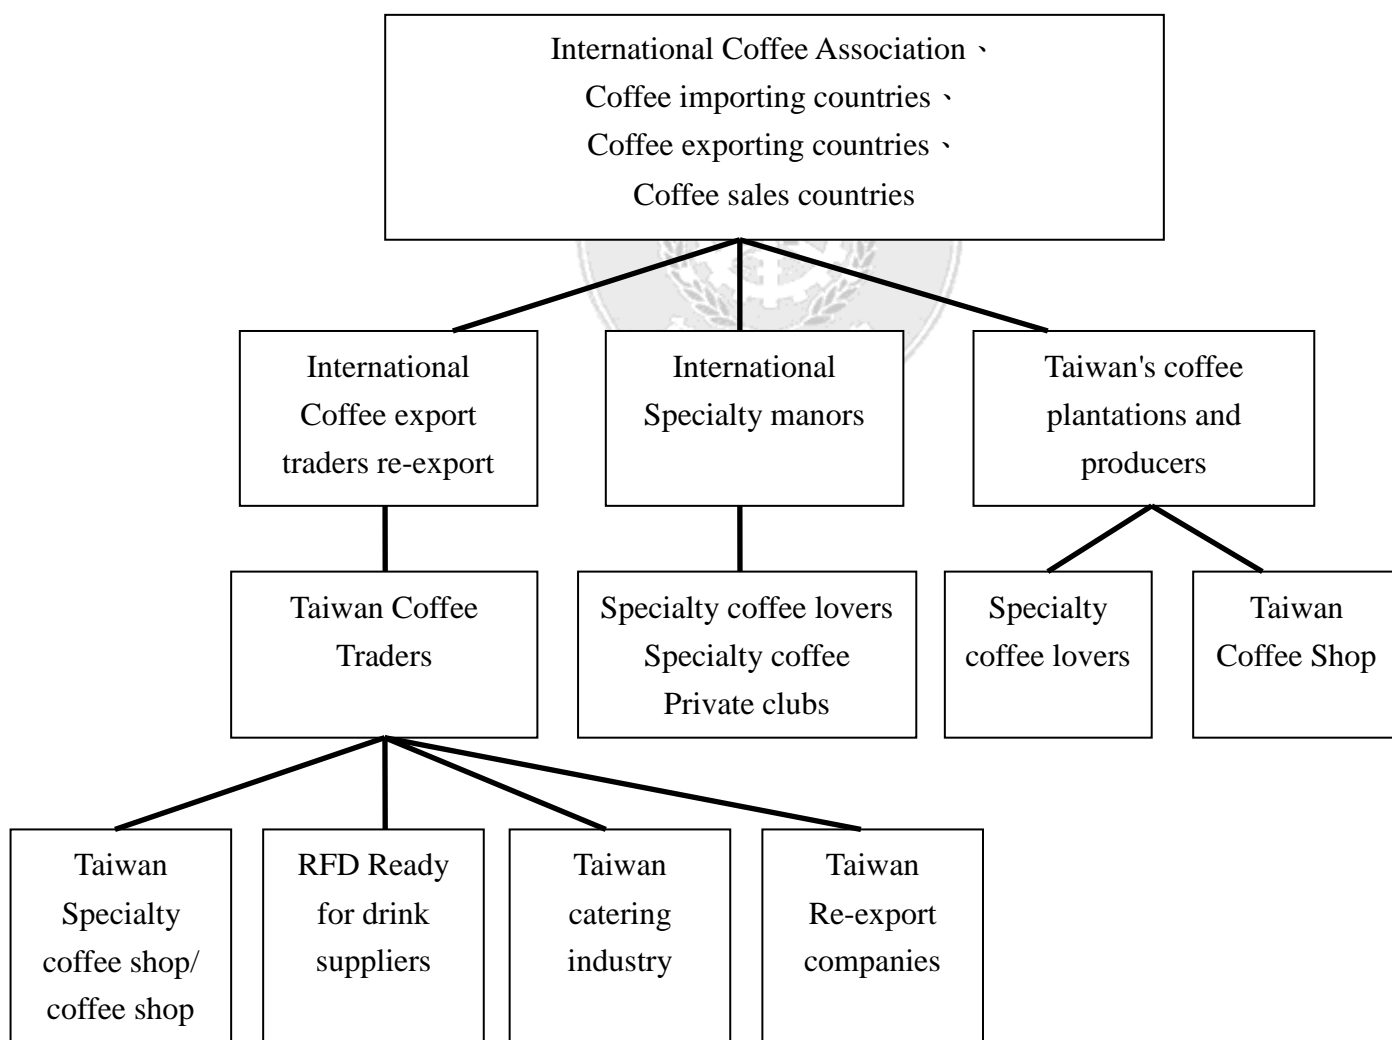 International Coffee Association、
Coffee importing countries、
Coffee exporting countries、
Coffee sales countries
International
Coffee export
traders re-export
International
Specialty manors
Taiwan's coffee
plantations and
producers
Taiwan Coffee
Traders
Specialty coffee lovers
Specialty coffee
Private clubs
Specialty
coffee lovers
Taiwan
Coffee Shop
Taiwan
Specialty
coffee shop/
coffee shop
RFD Ready
for drink
suppliers
Taiwan
catering
industry
Taiwan
Re-export
companies